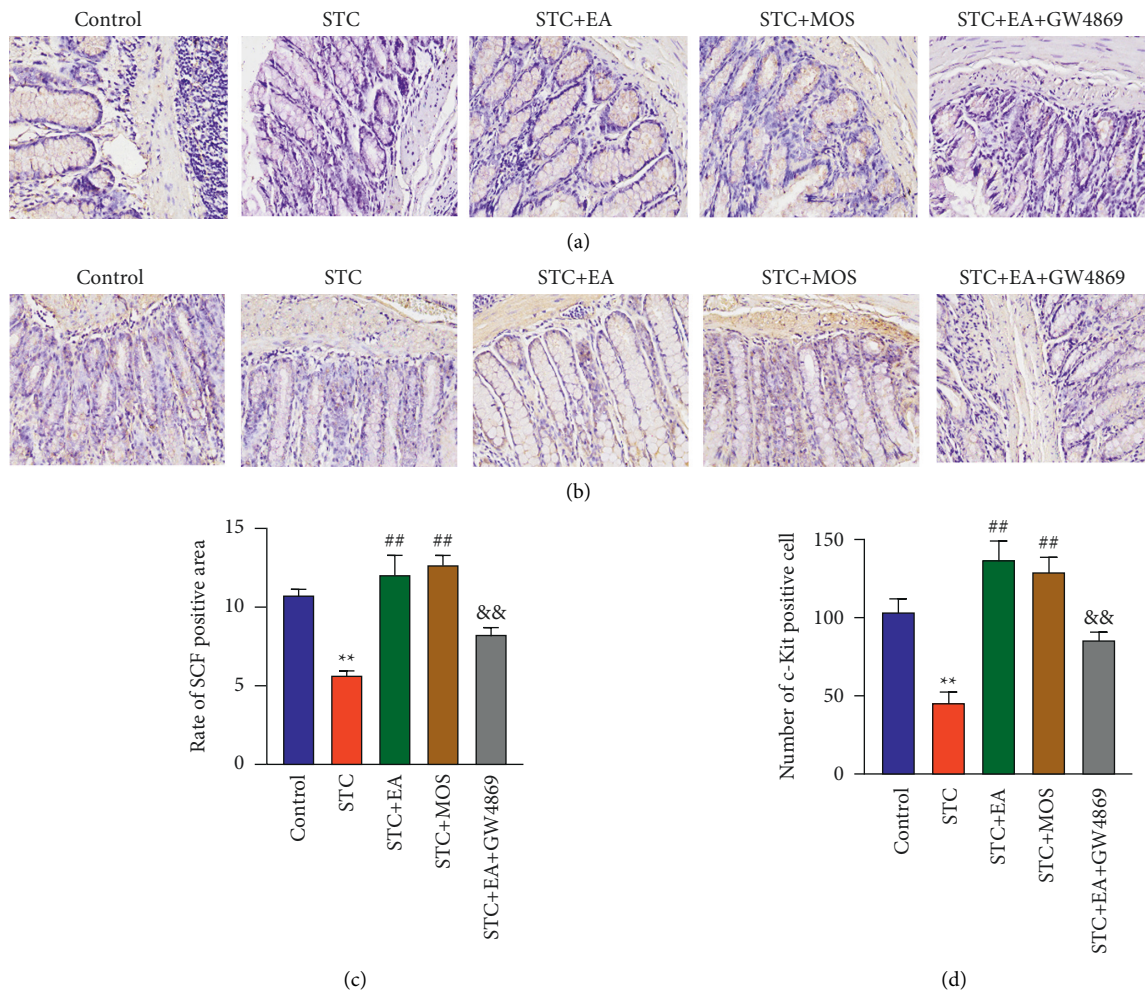 Control STC STC+EA STC+MOS STC+EA+GW4869
(a)
Control STC STC+EA STC+MOS STC+EA+GW4869
(b)
Rate of SCF positive area
15
10
5
0
**
##
##
&&
Control
STC
STC+EA
STC+MOS
STC+EA+GW4869
(c)
Number of c-Kit positive cell
150
100
50
0
**
##
##
&&
Control
STC
STC+EA
STC+MOS
STC+EA+GW4869
(d)